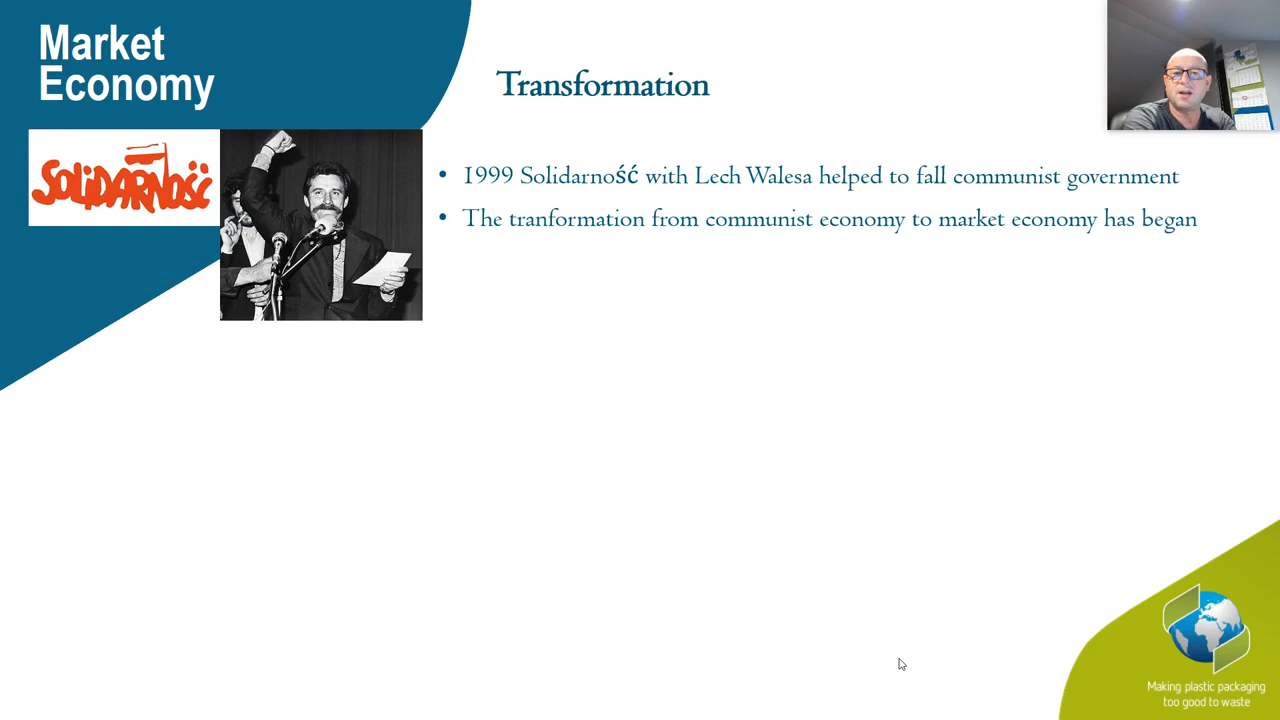 Market
Economy
Transformation
SOLIDARNOŚĆ
• 1999 Solidarność with Lech Walesa helped to fall communist government
• The tranformation from communist economy to market economy has began
Making plastic packaging
too good to waste